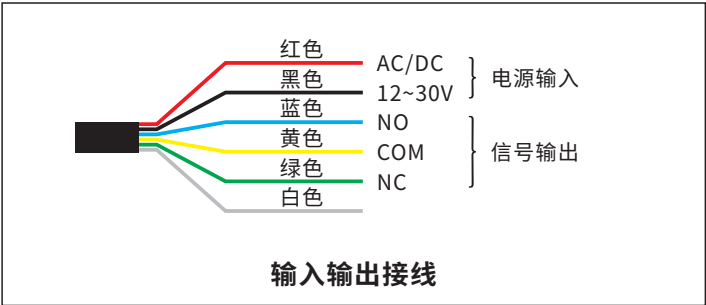 红色 AC/DC
黑色 12~30V
电源输入
蓝色 NO
黄色 COM
信号输出
绿色 NC
白色
输入输出接线